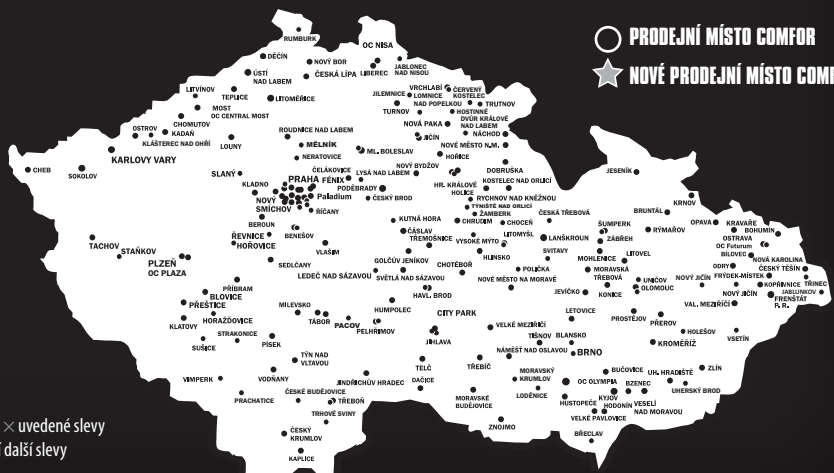 PRODEJNÍ MÍSTO COMFOR
NOVÉ PRODEJNÍ MÍSTO COMF
RUMBURK
DĚČÍN
NOVÝ BOR
OC NISA
ÚSTÍ
NAD LABEM
ČESKÁ LÍPA
LIBEREC
JABLONEC
NAD NISOU
LITVÍNOV
TEPLICE
LITOMĚŘICE
JILEMNICE
VRCHLABÍ
ČERVENÝ
KOSTELEC
LOMNICE
NAD POPELKOU
TRUTNOV
HOSTINNÉ
MOST
OC CENTRAL MOST
TURNOV
DVŮR KRÁLOVÉ
NAD LABEM
CHOMUTOV
OSTROV
KADAŇ
KLÁŠTEREC NAD OHŘÍ
LOUNY
ROUDNICE NAD LABEM
NOVÁ PAKA
JIČÍN
NÁCHOD
MĚLNÍK
ML. BOLESLAV
NOVÉ MĚSTO N.M.
HOŘICE
KARLOVY VARY
NERATOVICE
CHEB
SOKOLOV
SLANÝ
ČELÁKOVICE
LYSÁ NAD LABEM
NOVÝ BYDŽOV
DOBRUŠKA
JESENÍK
KLADNO
PRAHA FÉNIX
PODĚBRADY
HR. KRÁLOVÉ
KOSTELEC NAD ORLICÍ
HOLICE
NOVÝ
SMÍCHOV
Palladium
ČESKÝ BROD
RYCHNOV NAD KNĚŽNOU
TÝNIŠTĚ NAD ORLICÍ
KRNOV
ŘÍČANY
ŽAMBERK
BRUNTÁL
BEROUN
KUTNÁ HORA
CHRUDIM
CHOCEŇ
ČESKÁ TŘEBOVÁ
ŠUMPERK
OPAVA
KRAVAŘE
BOHUMÍN
ŘEVNICE
HOŘOVICE
BENEŠOV
ČÁSLAV
TŘEMOŠNICE
VYSOKÉ MÝTO
LITOMYŠL
LANŠKROUN
ZÁBŘEH
RÝMAŘOV
OSTRAVA
OC Futurum
TACHOV
STAŇKOV
VLAŠIM
HLINSKO
SVITAVY
MOHLENICE
LITOVEL
BÍLOVEC
NOVÁ KAROLINA
PLZEŇ
OC PLAZA
SEDLČANY
GOLČŮV JENÍKOV
CHOTĚBOŘ
POLIČKA
MORAVSKÁ
TŘEBOVÁ
ODRY
ČESKÝ TĚŠÍN
LEDEČ NAD SÁZAVOU
SVĚTLÁ NAD SÁZAVOU
NOVÉ MĚSTO NA MORAVĚ
UNIČOV
OLOMOUC
NOVÝ JIČÍN
FRÝDEK-MÍSTEK
TŘINEC
PŘÍBRAM
HAVL. BROD
JEVÍČKO
KONICE
NOVÝ JIČÍN
KOPŘIVNICE
JABLUNKOV
BLOVICE
PŘEŠTICE
MILEVSKO
HUMPOLEC
VAL. MEZIŘÍČÍ
FRENŠTÁT
P. R.
HORAŽĎOVICE
TÁBOR
PACOV
CITY PARK
LETOVICE
PROSTĚJOV
PŘEROV
KLATOVY
STRAKONICE
PELHŘIMOV
VELKÉ MEZIŘÍČÍ
BLANSKO
HOLEŠOV
VSETÍN
SUŠICE
PÍSEK
JIHLAVA
TIŠNOV
NÁMĚŠŤ NAD OSLAVOU
KROMĚŘÍŽ
TÝN NAD
VLTAVOU
BRNO
VIMPERK
VODŇANY
TELČ
TŘEBÍČ
MORAVSKÝ
KRUMLOV
BUČOVICE
UH. HRADIŠTĚ
ZLÍN
JINDŘICHŮV HRADEC
DAČICE
OC OLYMPIA
BZENEC
UHERSKÝ BROD
PRACHATICE
ČESKÉ BUDĚJOVICE
TŘEBOŇ
MORAVSKÉ
BUDĚJOVICE
LODĚNICE
KYJOV
HUSTOPEČE
HODONÍN
VESELÍ
NAD MORAVOU
TRHOVÉ SVINY
VELKÉ PAVLOVICE
ZNOJMO
ČESKÝ
KRUMLOV
BŘECLAV
KAPLICE
× uvedené slevy
í další slevy